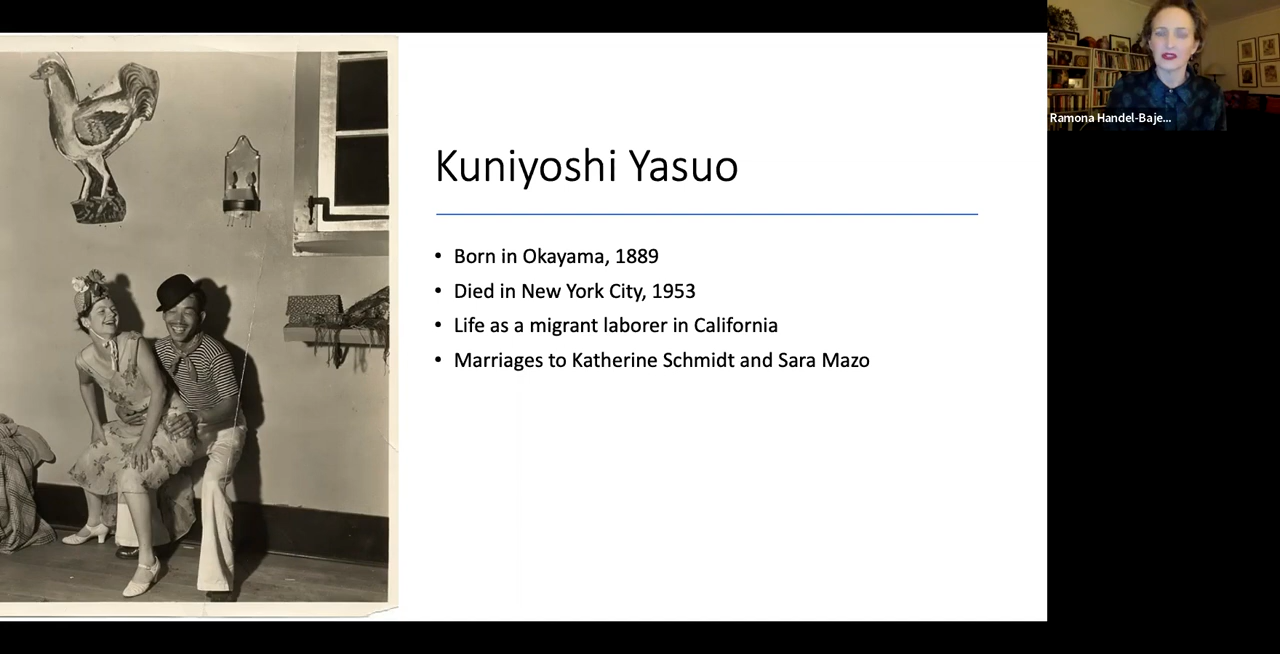 Ramona Handel-Baje...
Kuniyoshi Yasuo
• Born in Okayama, 1889
• Died in New York City, 1953
• Life as a migrant laborer in California
• Marriages to Katherine Schmidt and Sara Mazo